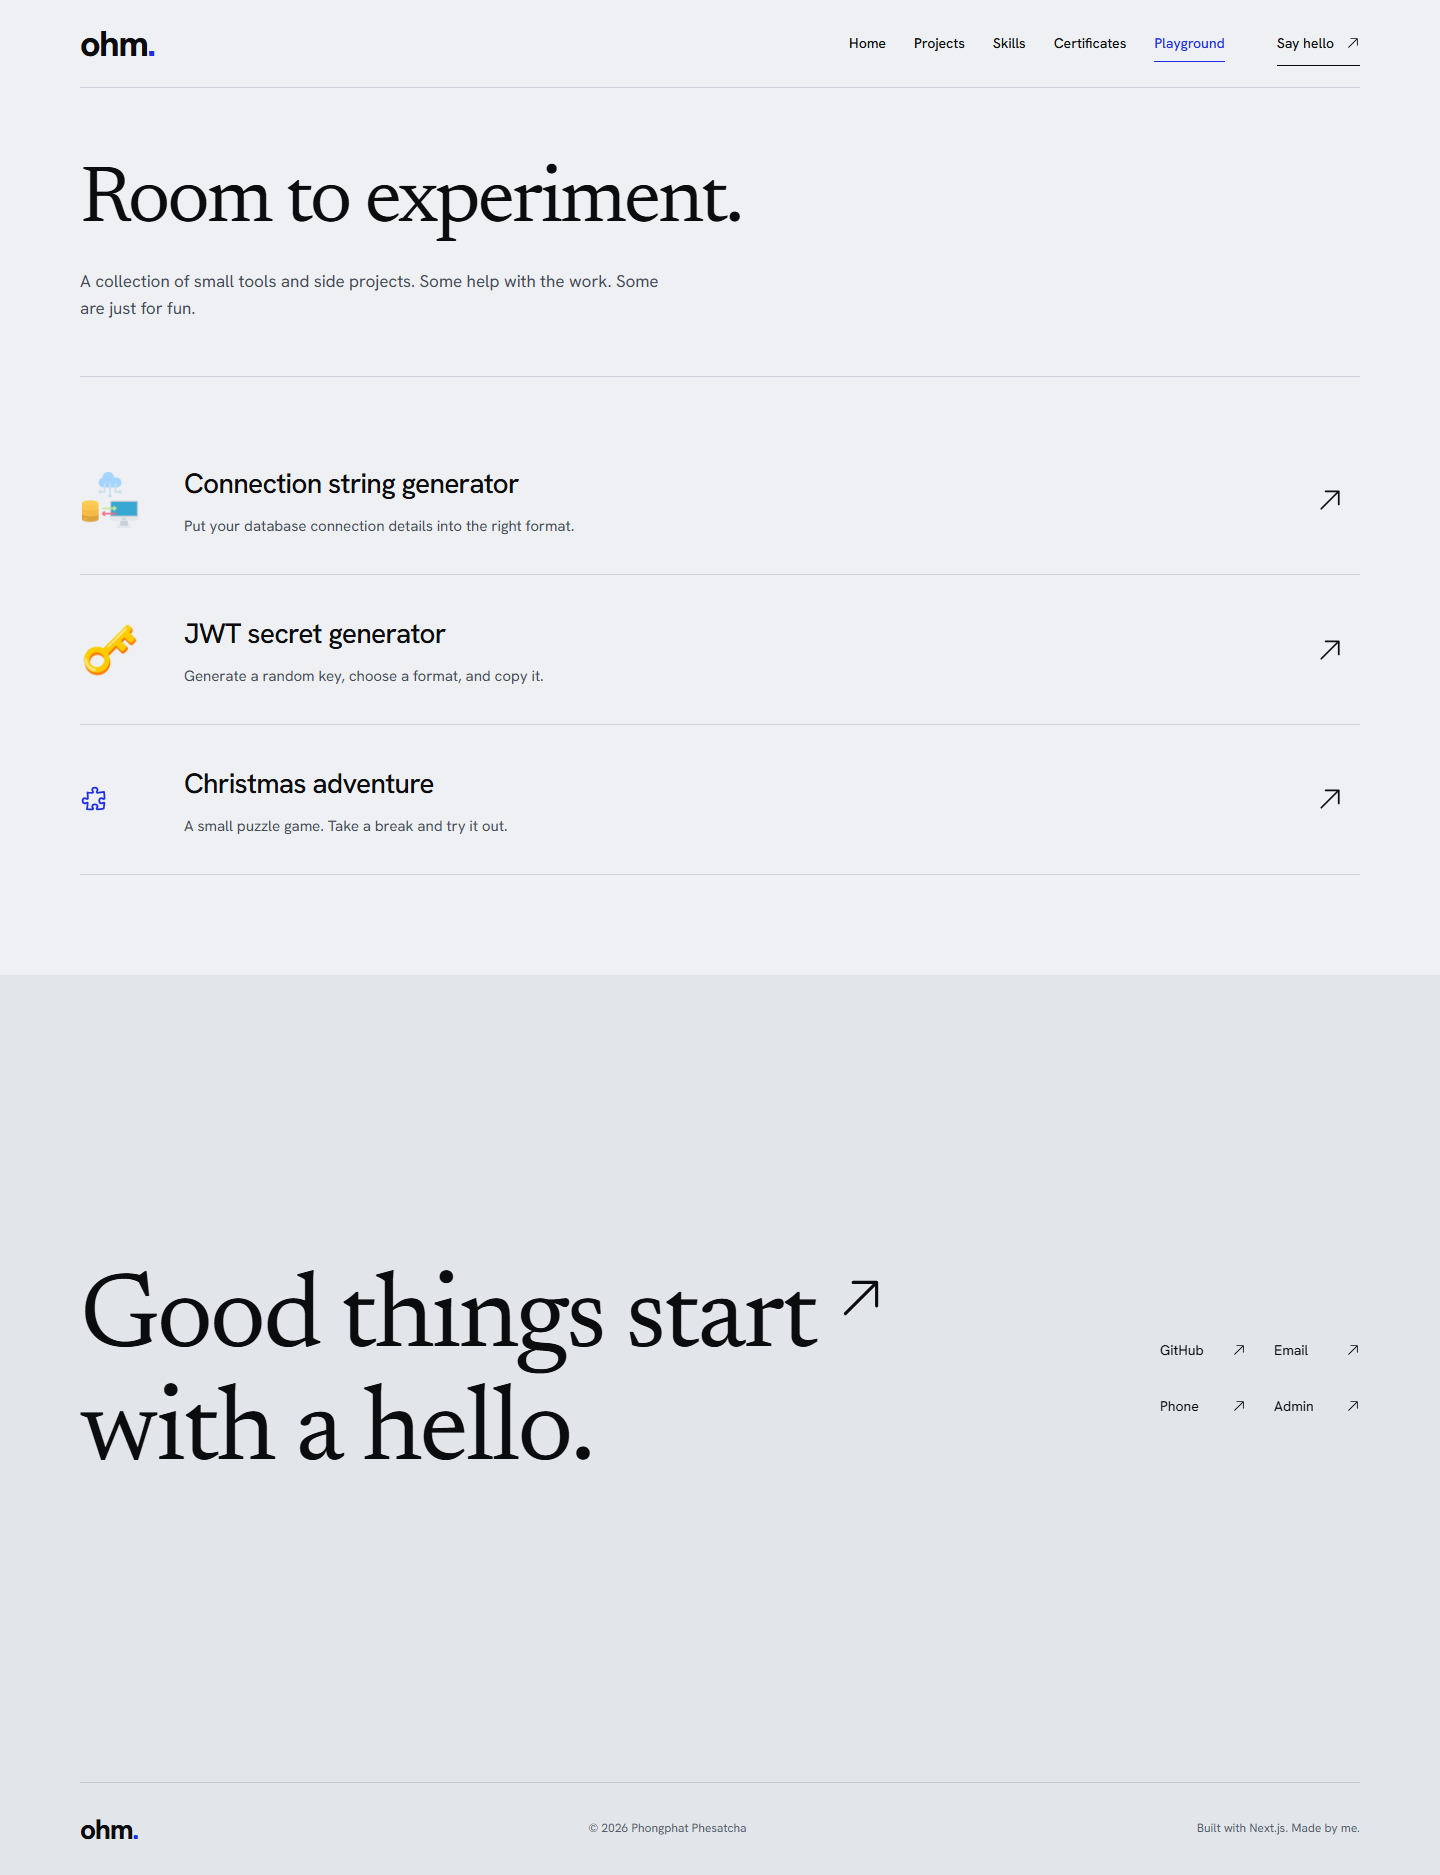 ohm.
Home
Projects
Skills
Certificates
Playground
Say hello
Room to experiment.
A collection of small tools and side projects. Some help with the work. Some
are just for fun.
Connection string generator
Put your database connection details into the right format.
JWT secret generator
Generate a random key, choose a format, and copy it.
Christmas adventure
A small puzzle game. Take a break and try it out.
Good things start
with a hello.
GitHub
Email
Phone
Admin
ohm.
© 2026 Phongphat Phesatcha
Built with Next.js. Made by me.